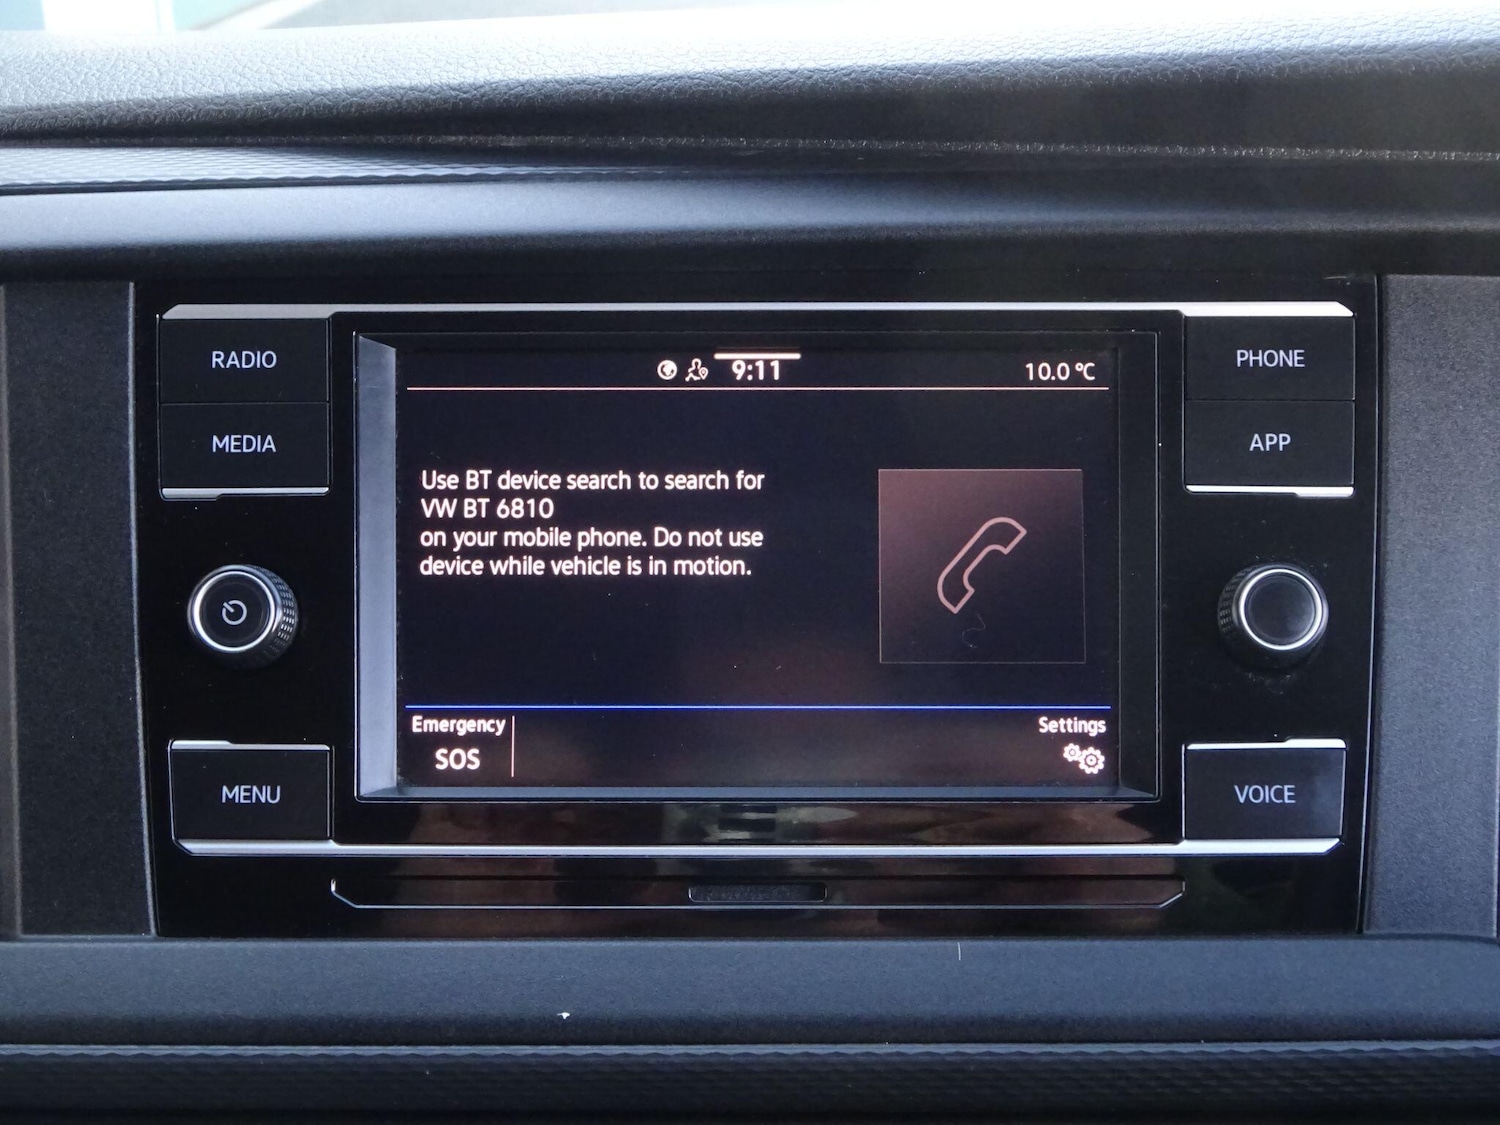 RADIO
MEDIA
MENU
9:11
10.0 °C
Use BT device search to search for
VW BT 6810
on your mobile phone. Do not use
device while vehicle is in motion.
Emergency
SOS
Settings
PHONE
APP
VOICE